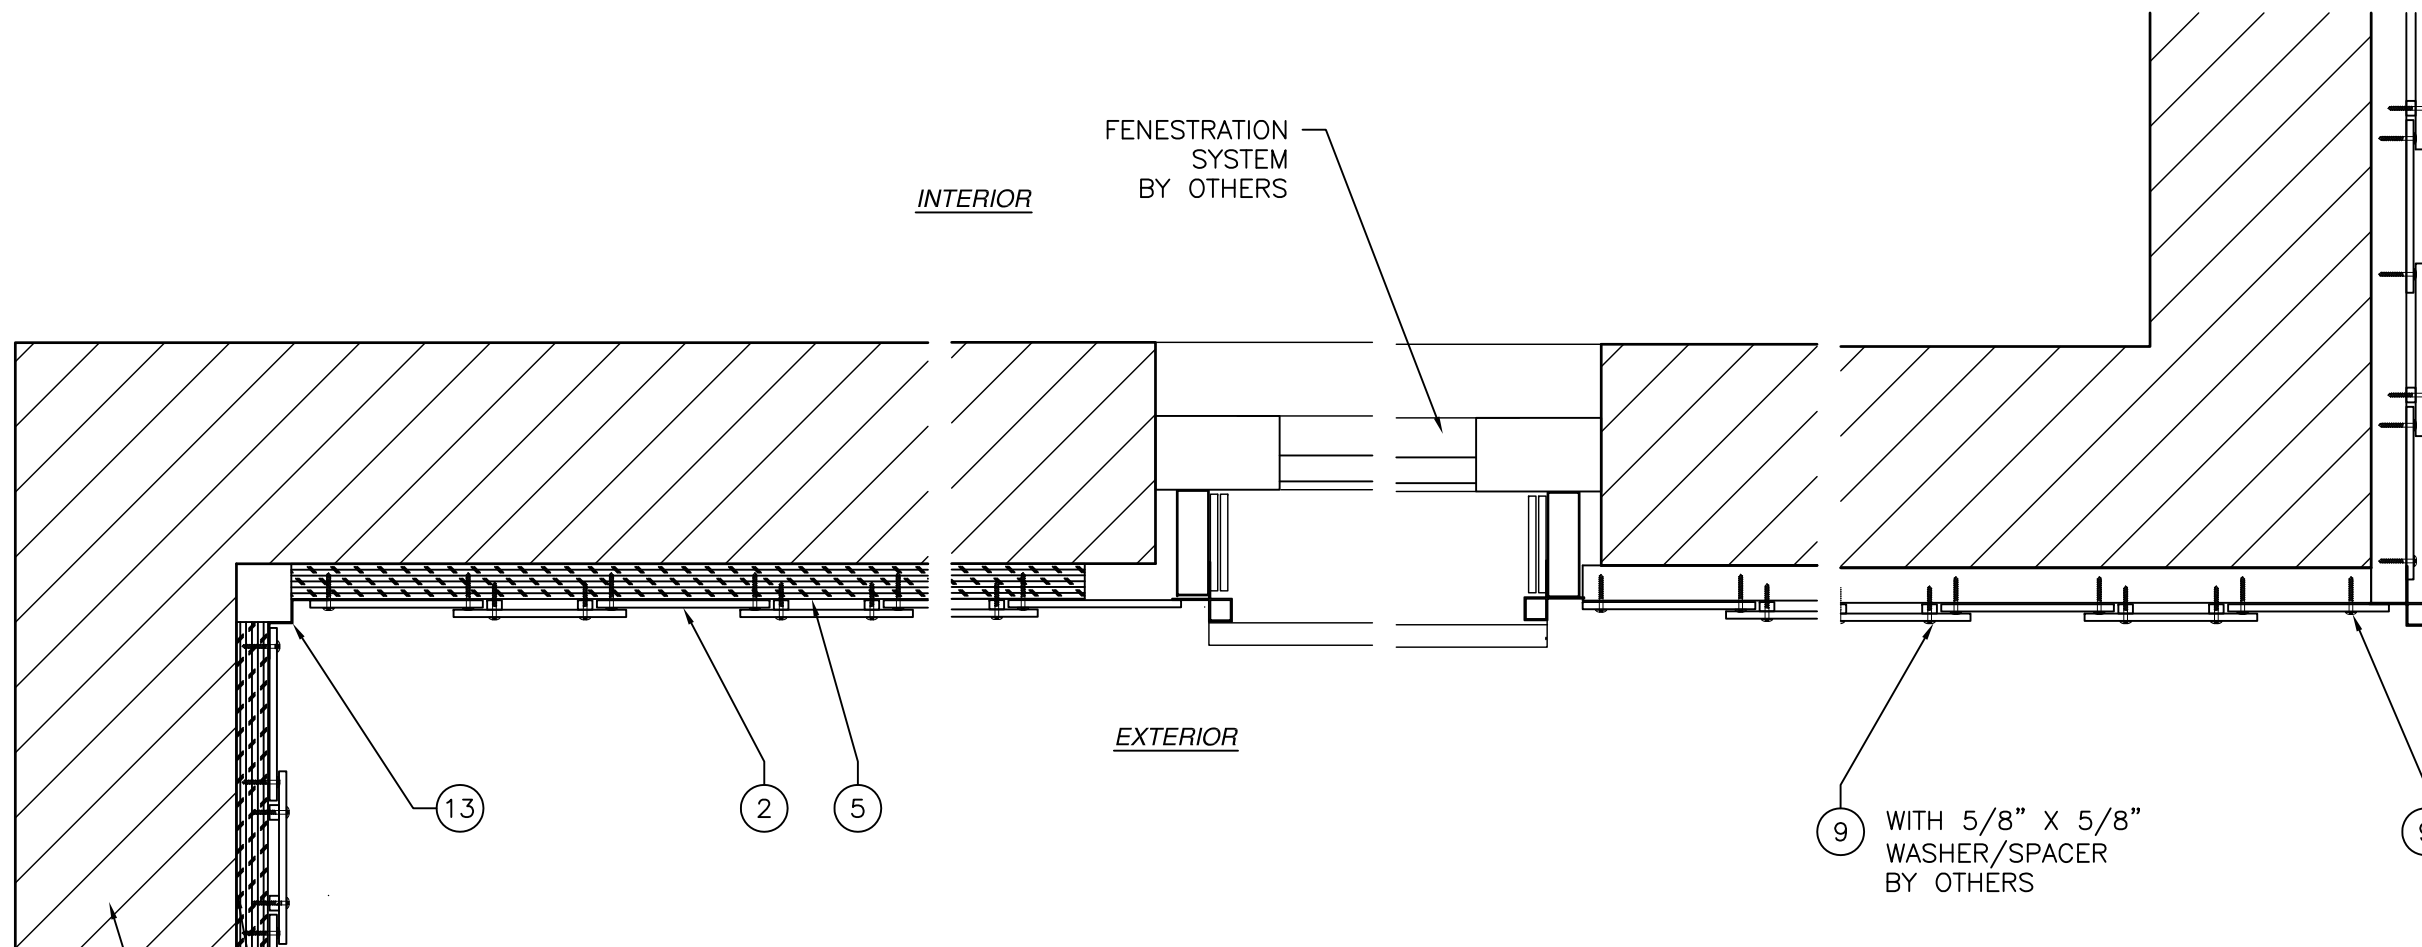 FENESTRATION
SYSTEM
BY OTHERS
INTERIOR
EXTERIOR
13
2
5
9
WITH 5/8” X 5/8”
WASHER/SPACER
BY OTHERS